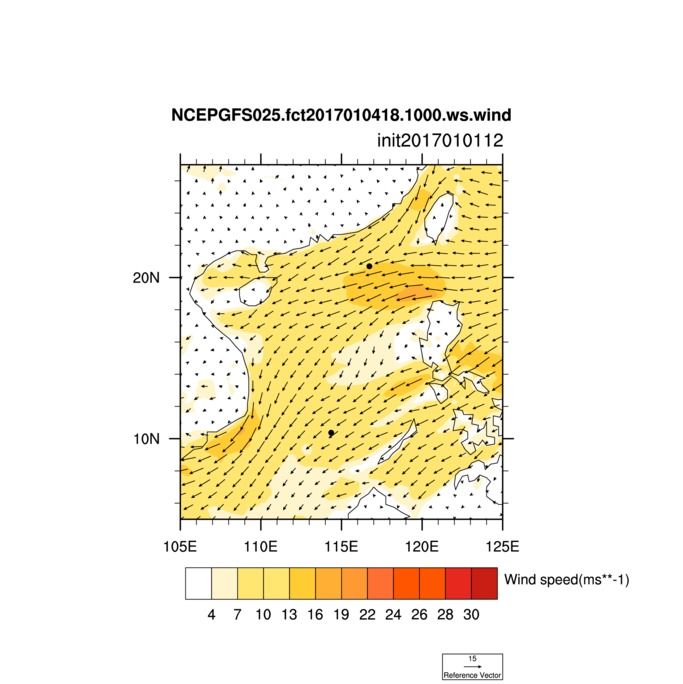 NCEPGFS025.fct2017010418.1000.ws.wind
init2017010112
20N
10N
105E 110E 115E 120E 125E
Wind speed(ms**-1)
4 7 10 13 16 19 22 24 26 28 30
15
Reference Vector